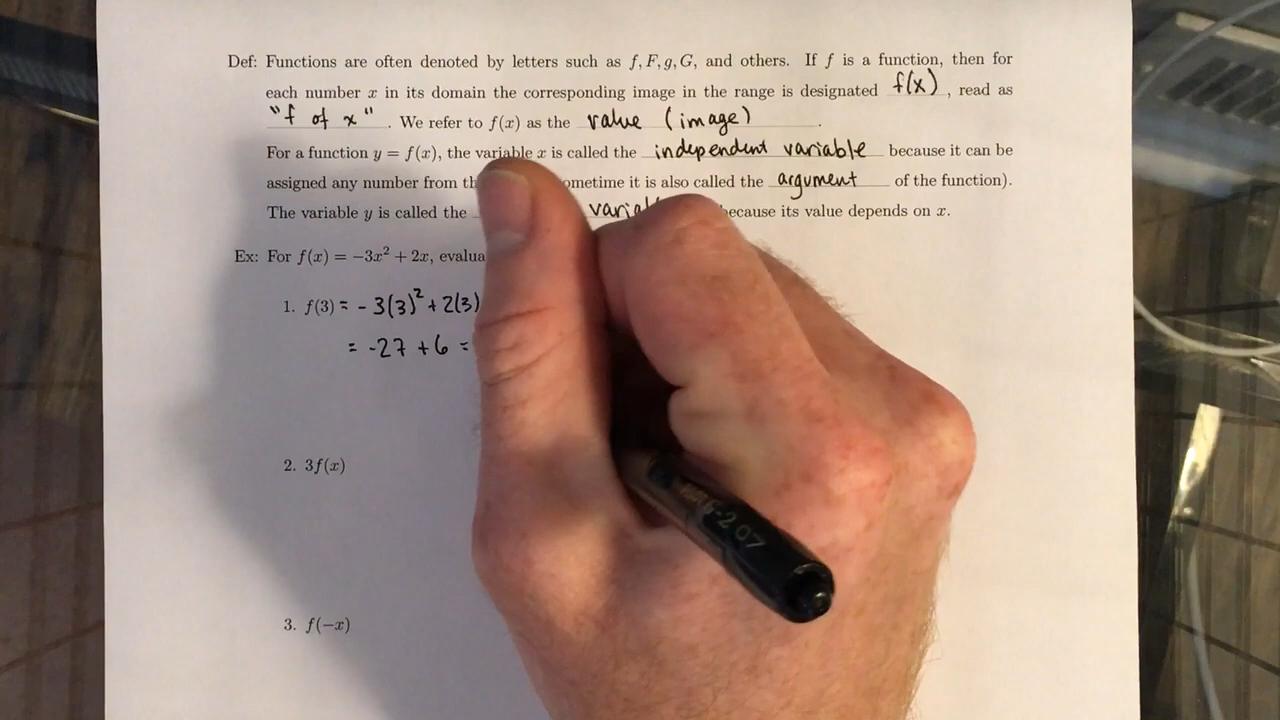 Def: Functions are often denoted by letters such as f, F, g, G, and others. If f is a function, then for
each number x in its domain the corresponding image in the range is designated f(x), read as
"f of x". We refer to f(x) as the value (image).
For a function y = f(x), the variable x is called the independent variable because it can be
assigned any number from ometime it is also called the argument of the function).
The variable y is called the because its value depends on x.
Ex: For f(x) = −3x² + 2x,
1. f(3) = -3(3)² + 2(3)
= -27 + 6 =
2. 3f(x)
3. f(−x)